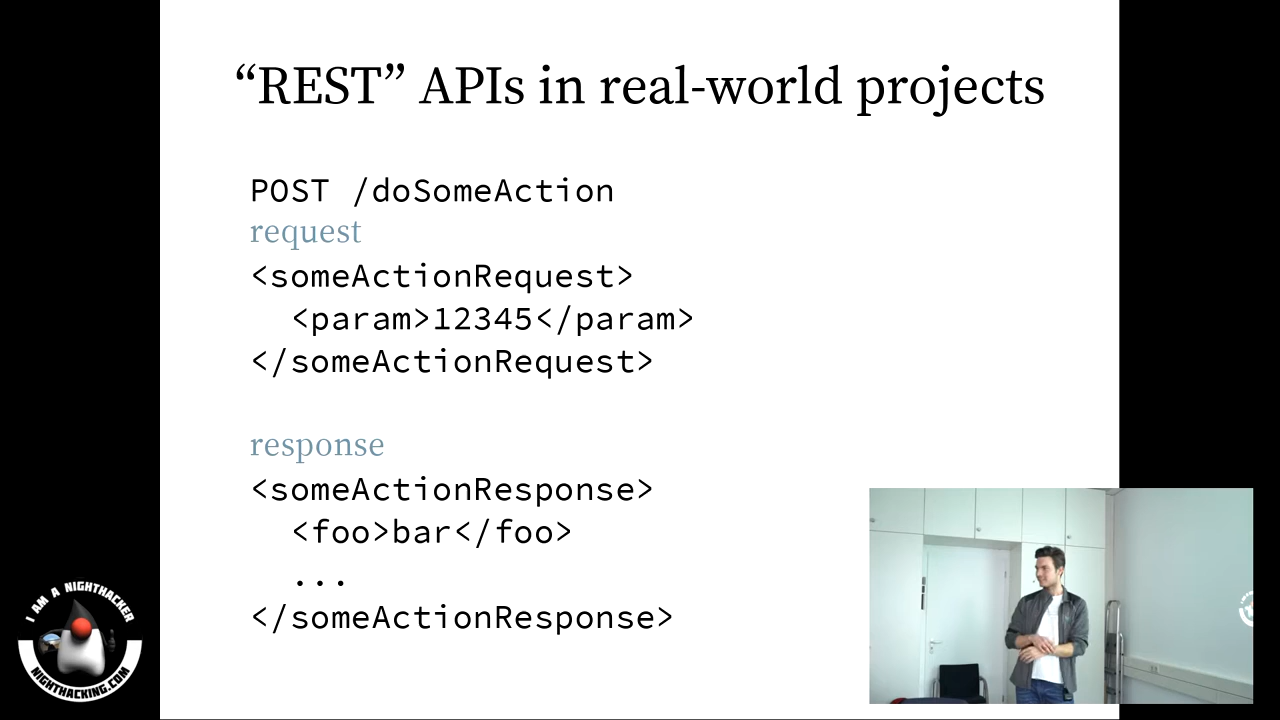 “REST” APIs in real-world projects
POST /doSomeAction
request
<someActionRequest>
  <param>12345</param>
</someActionRequest>
response
<someActionResponse>
  <foo>bar</foo>
  ...
</someActionResponse>
I AM A NIGHTHACKER
NIGHTHACKING.COM